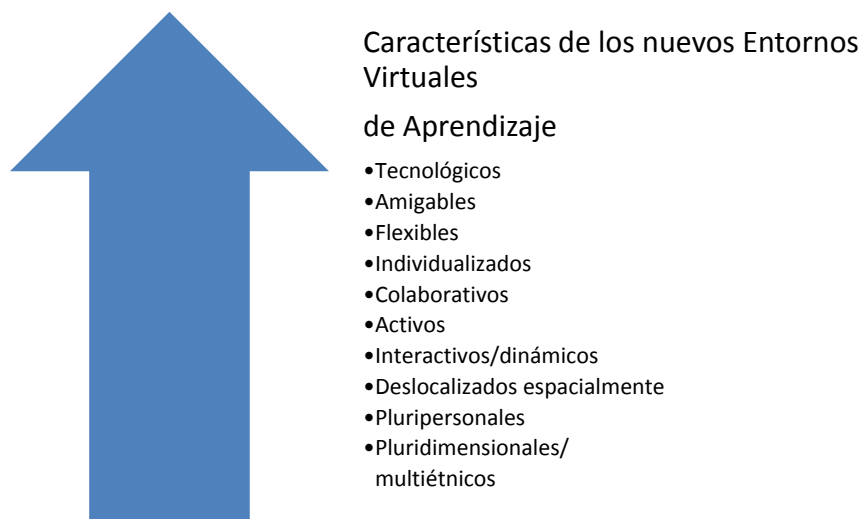 Características de los nuevos Entornos
Virtuales
de Aprendizaje
•Tecnológicos
•Amigables
•Flexibles
•Individualizados
•Colaborativos
•Activos
•Interactivos/dinámicos
•Deslocalizados espacialmente
•Pluripersonales
•Pluridimensionales/
multiétnicos